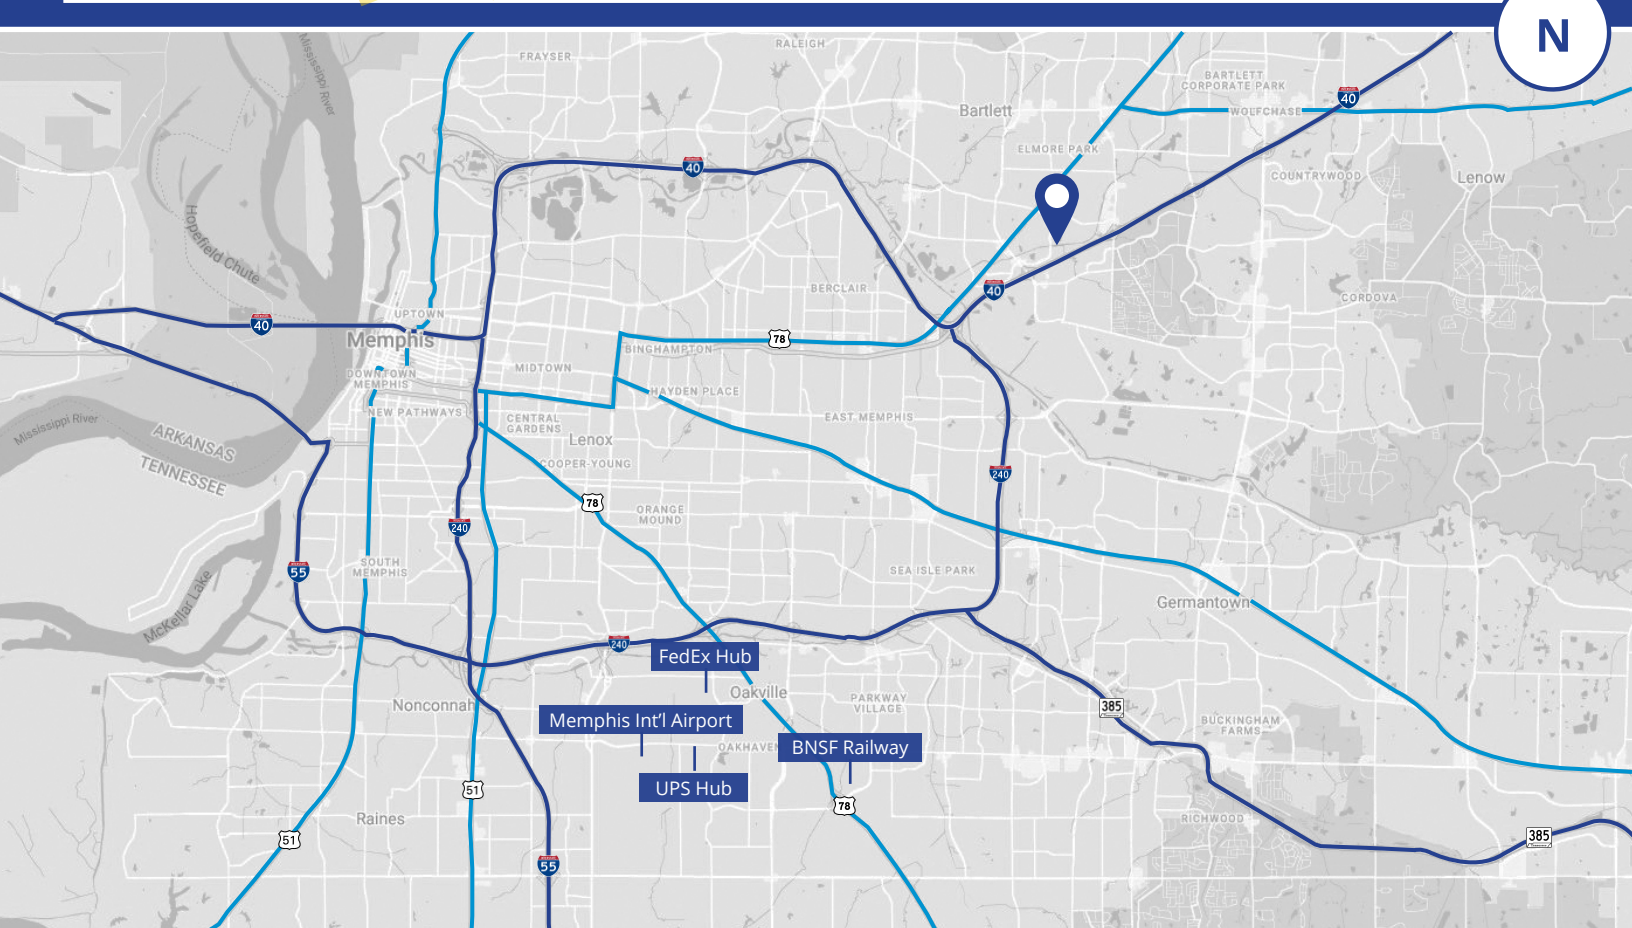 N
Mississippi River
FRAYSER
RALEIGH
BARTLETT
CORPORATE PARK
40
WOLFCHASE
Bartlett
ELMORE PARK
40
COUNTRYWOOD
Lenow
Hopefield Chute
BERCLAIR
40
CORDOVA
UPTOWN
40
Memphis
78
BINGHAMPTON
MIDTOWN
DOWNTOWN
MEMPHIS
HAYDEN PLACE
NEW PATHWAYS
CENTRAL
GARDENS
EAST MEMPHIS
Mississippi River
ARKANSAS
TENNESSEE
Lenox
COOPER-YOUNG
240
78
ORANGE
MOUND
240
SOUTH
MEMPHIS
55
SEA ISLE PARK
McKellar Lake
Germantown
240
FedEx Hub
Oakville
Nonconnah
PARKWAY
VILLAGE
385
Memphis Int'l Airport
BUCKINGHAM
FARMS
OAKHAVEN
BNSF Railway
UPS Hub
51
78
Raines
RICHWOOD
51
385
55